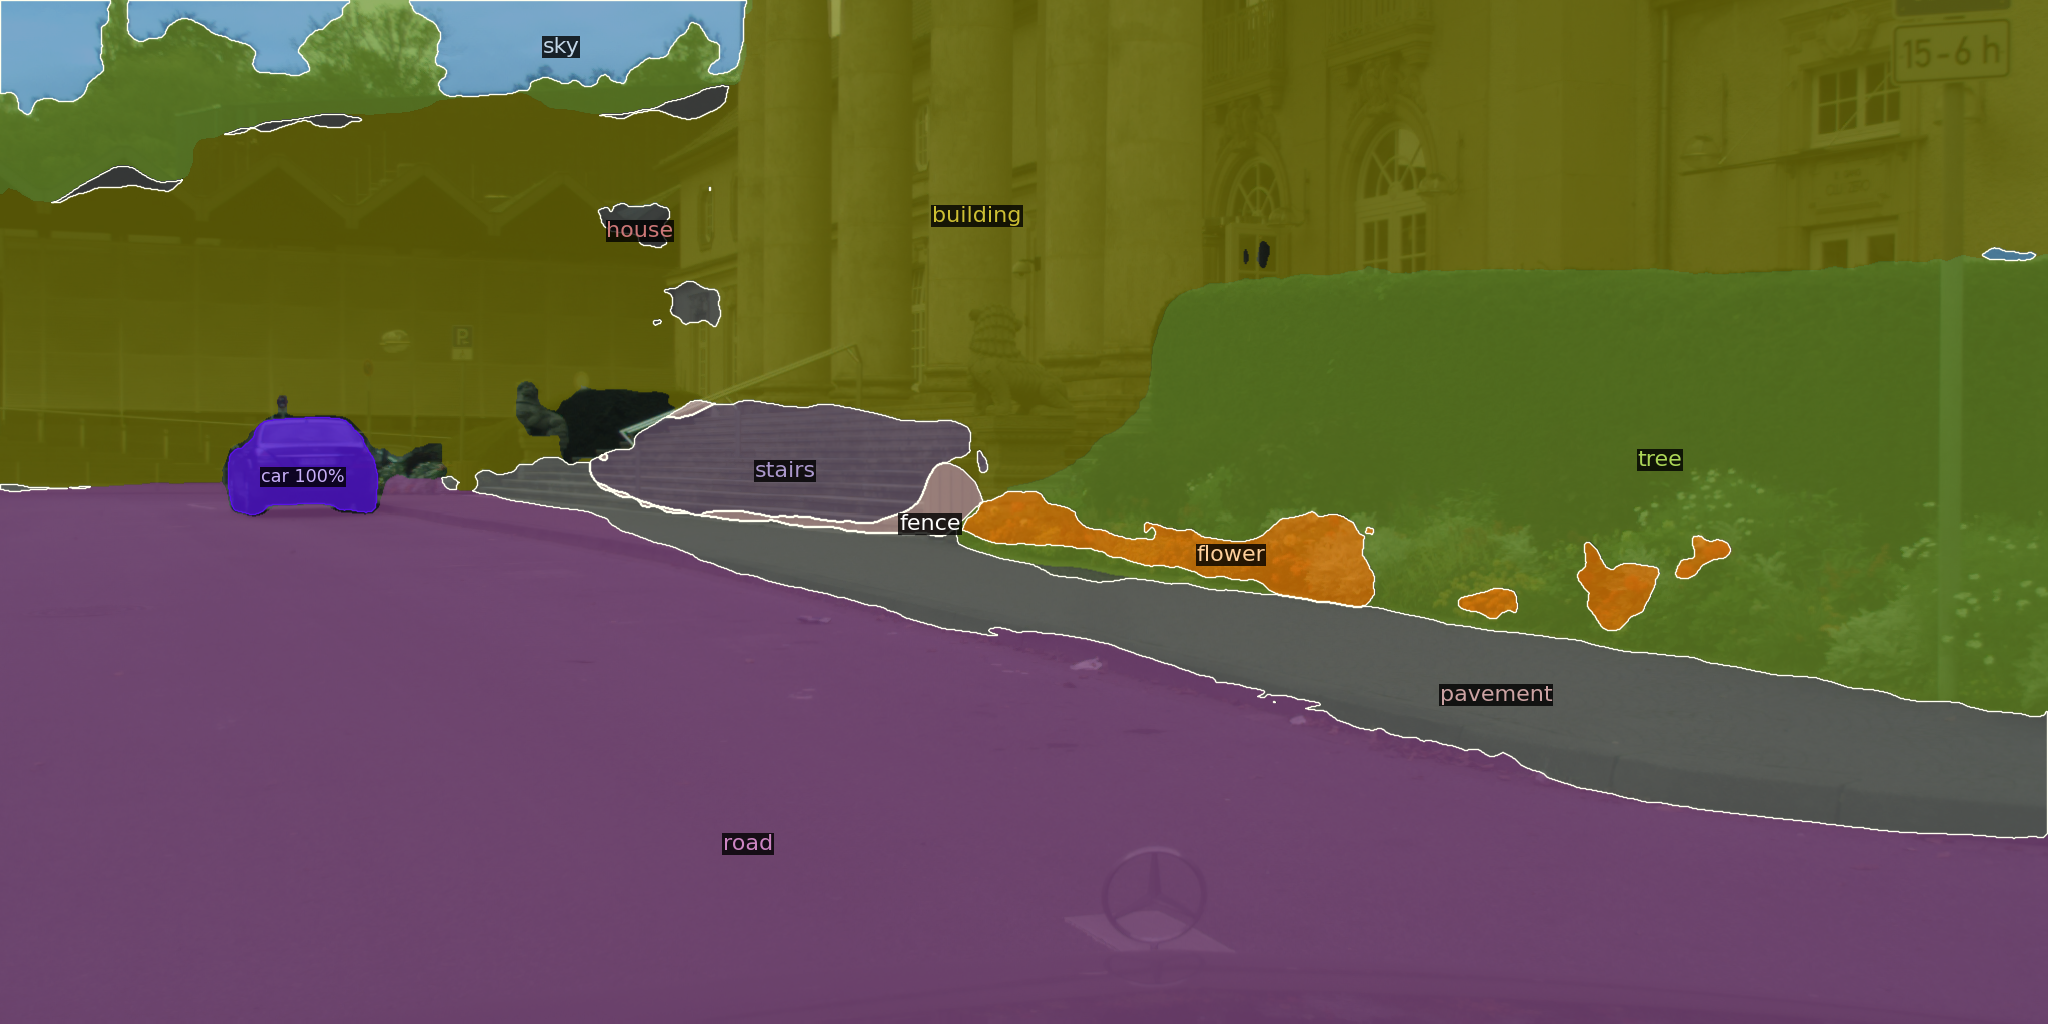 sky
15-6 h
building
house
P
tree
stairs
car 100%
fence
flower
pavement
road